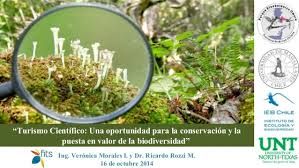 “Turismo Científico: Una oportunidad para la conservación y la
puesta en valor de la biodiversidad”
fits
Ing. Verónica Morales I. y Dr. Ricardo Rozzi M.
16 de octubre 2014
IEB CHILE
INSTITUTO DE
ECOLOGÍA Y
BIODIVERSIDAD
UNT
UNIVERSITY OF
NORTH TEXAS